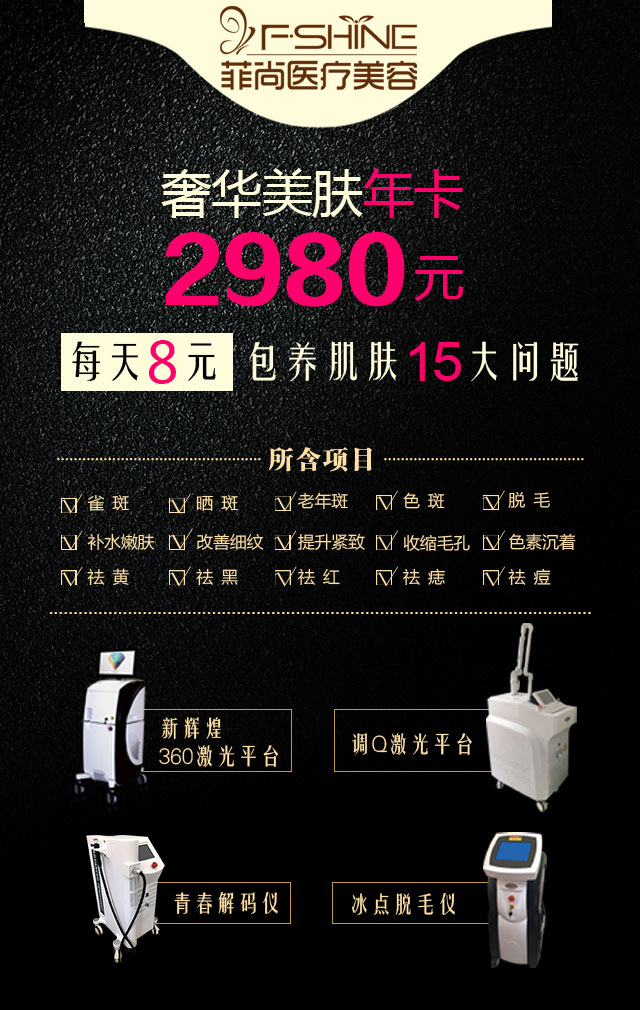 F·SHINE
菲尚医疗美容
奢华美肤年卡
2980元
每天8元 包养肌肤15大问题
所含项目
雀斑 晒斑 老年斑 色斑 脱毛
补水嫩肤 改善细纹 提升紧致 收缩毛孔 色素沉着
祛黄 祛黑 祛红 祛痣 祛痘
新辉煌
360激光平台
调Q激光平台
青春解码仪
冰点脱毛仪